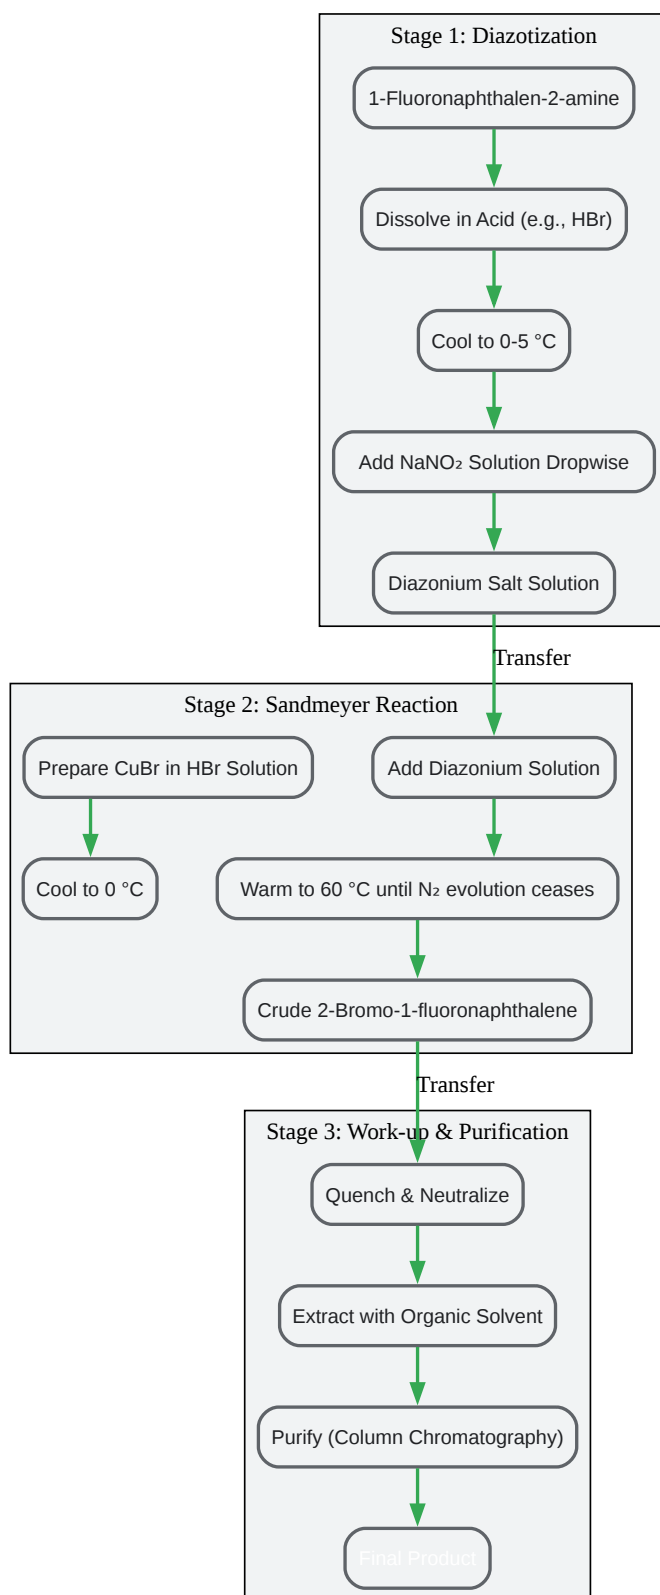 Stage 1: Diazotization
1-Fluoronaphthalen-2-amine
Dissolve in Acid (e.g., HBr)
Cool to 0-5 °C
Add NaNO₂ Solution Dropwise
Diazonium Salt Solution
Transfer
Stage 2: Sandmeyer Reaction
Prepare CuBr in HBr Solution
Add Diazonium Solution
Cool to 0 °C
Warm to 60 °C until N₂ evolution ceases
Crude 2-Bromo-1-fluoronaphthalene
Transfer
Stage 3: Work-up & Purification
Quench & Neutralize
Extract with Organic Solvent
Purify (Column Chromatography)
Final Product